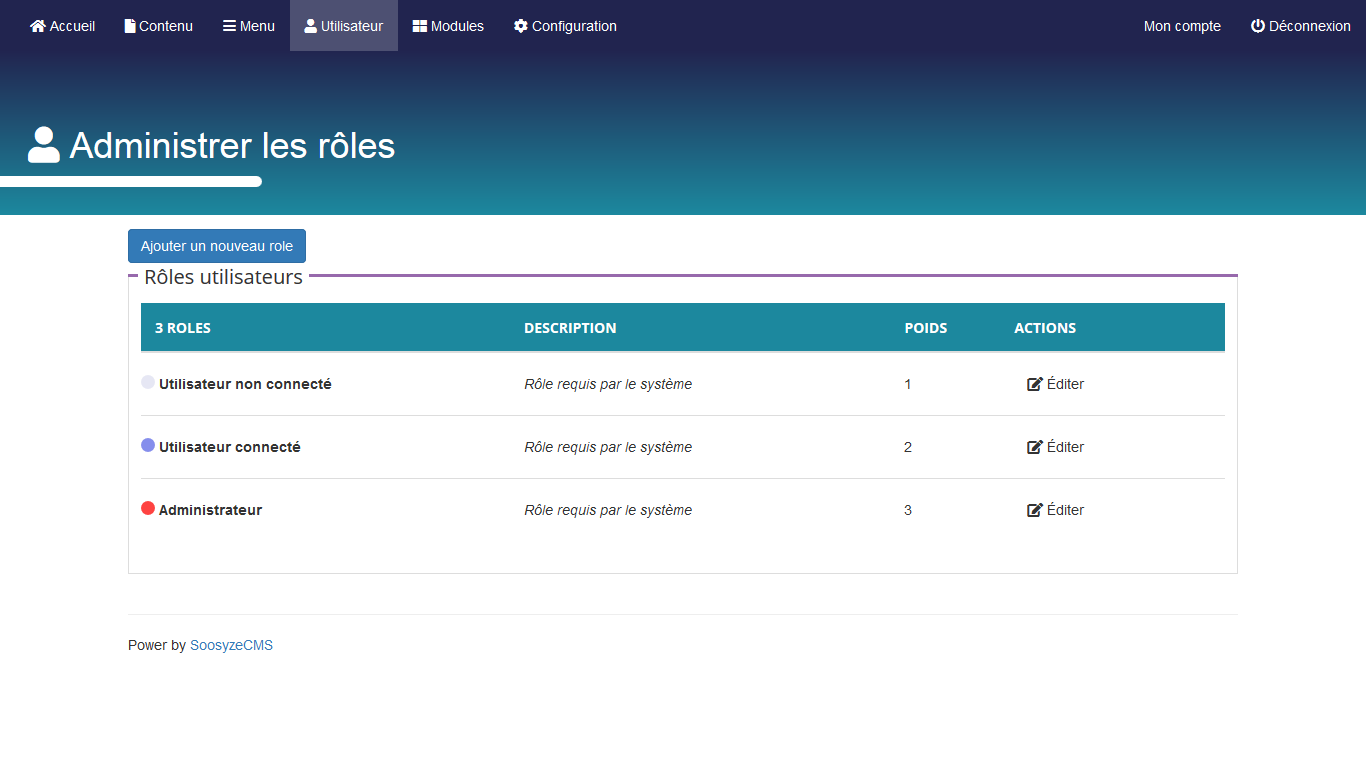 Accueil Contenu Menu Utilisateur Modules Configuration Mon compte Déconnexion
Administrer les rôles
Ajouter un nouveau role
Rôles utilisateurs
3 ROLES DESCRIPTION POIDS ACTIONS
Utilisateur non connecté Rôle requis par le système 1 Éditer
Utilisateur connecté Rôle requis par le système 2 Éditer
Administrateur Rôle requis par le système 3 Éditer
Power by SoosyzeCMS